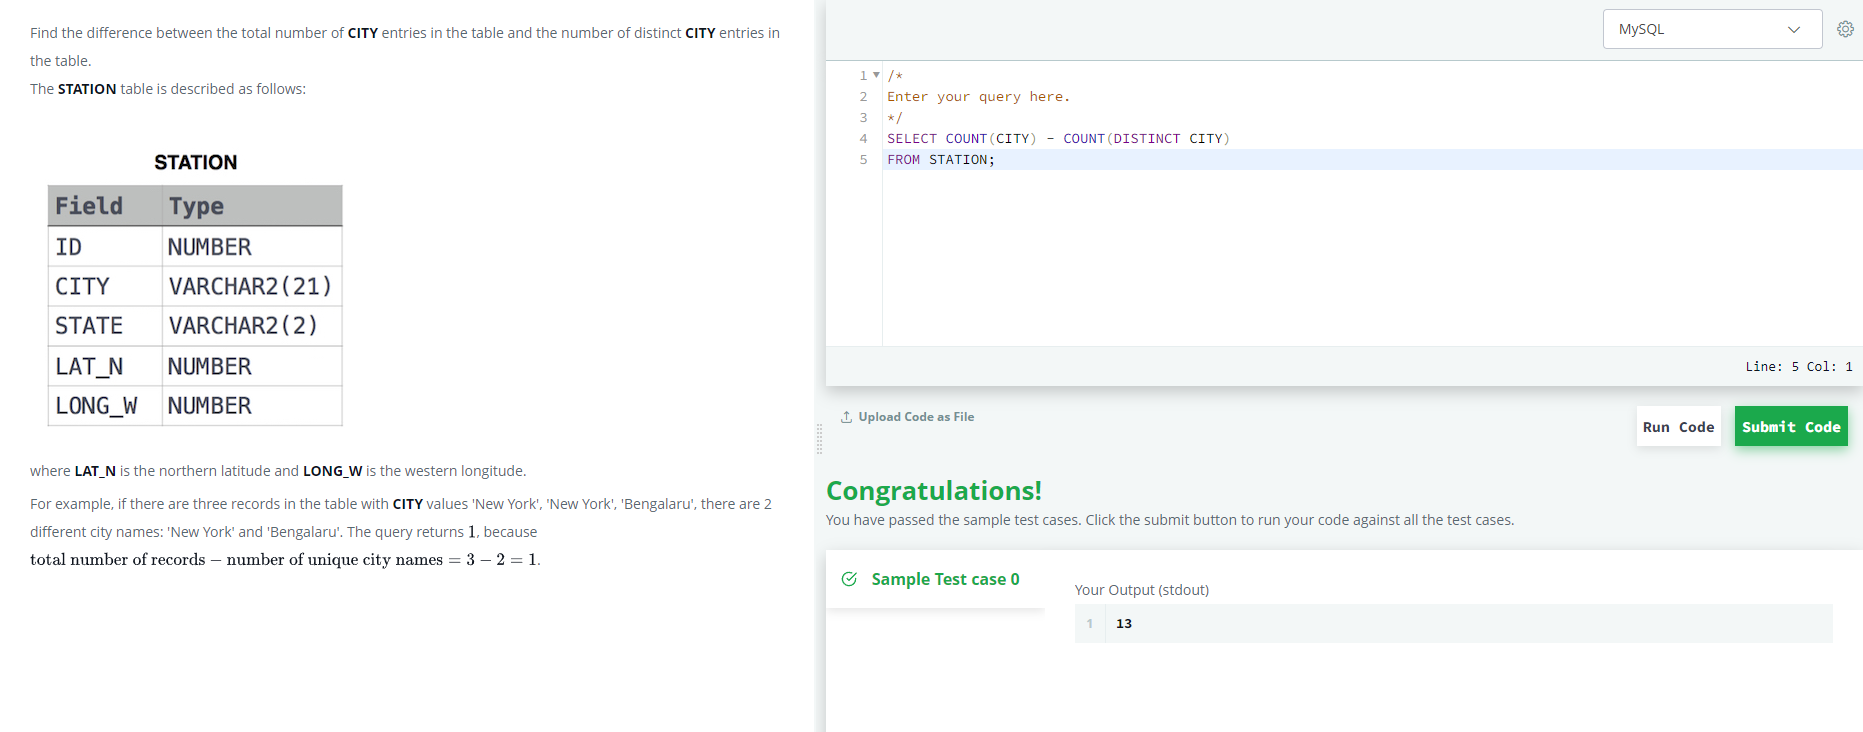 Find the difference between the total number of CITY entries in the table and the number of distinct CITY entries in
the table.
The STATION table is described as follows:
STATION
Field Type
ID NUMBER
CITY VARCHAR2(21)
STATE VARCHAR2(2)
LAT_N NUMBER
LONG_W NUMBER
where LAT_N is the northern latitude and LONG_W is the western longitude.
For example, if there are three records in the table with CITY values 'New York', 'New York', 'Bengalaru', there are 2
different city names: 'New York' and 'Bengalaru'. The query returns 1, because
total number of records − number of unique city names = 3 − 2 = 1.
MySQL
1 /*
2 Enter your query here.
3 */
4 SELECT COUNT(CITY) - COUNT(DISTINCT CITY)
5 FROM STATION;
Line: 5 Col: 1
Upload Code as File
Run Code
Submit Code
Congratulations!
You have passed the sample test cases. Click the submit button to run your code against all the test cases.
Sample Test case 0
Your Output (stdout)
1 13